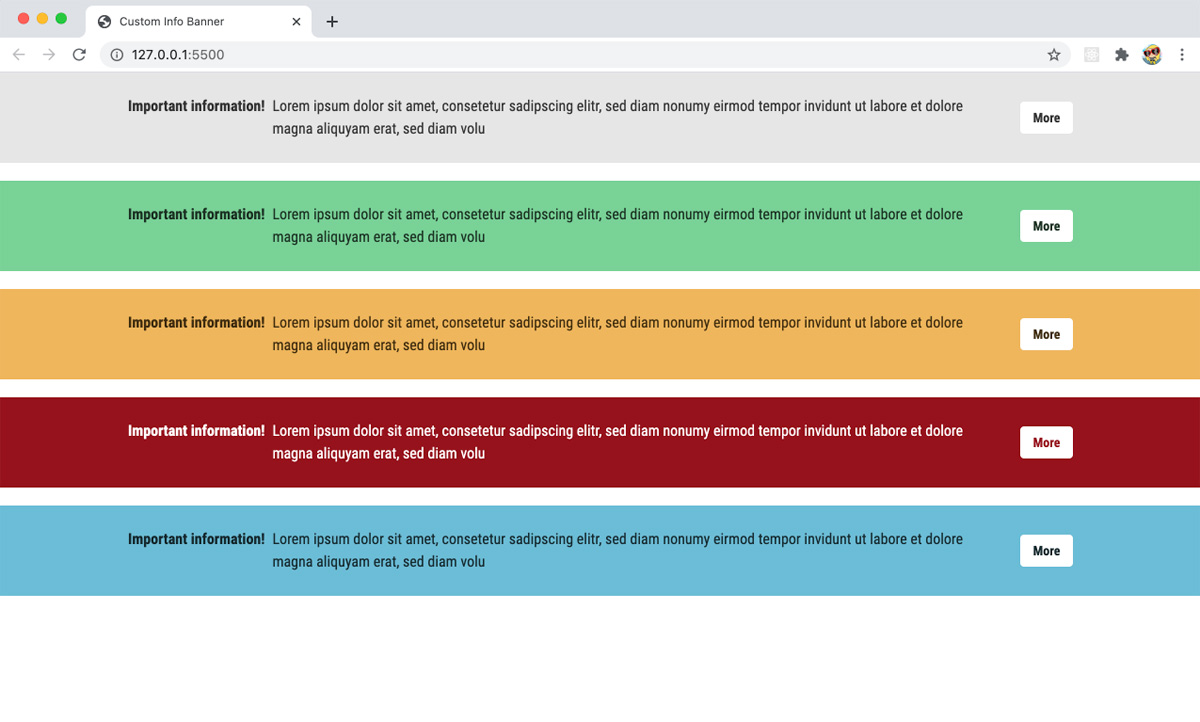 Custom Info Banner
127.0.0.1:5500
Important information! Lorem ipsum dolor sit amet, consetetur sadipscing elitr, sed diam nonumy eirmod tempor invidunt ut labore et dolore
magna aliquyam erat, sed diam volu
More
Important information! Lorem ipsum dolor sit amet, consetetur sadipscing elitr, sed diam nonumy eirmod tempor invidunt ut labore et dolore
magna aliquyam erat, sed diam volu
More
Important information! Lorem ipsum dolor sit amet, consetetur sadipscing elitr, sed diam nonumy eirmod tempor invidunt ut labore et dolore
magna aliquyam erat, sed diam volu
More
Important information! Lorem ipsum dolor sit amet, consetetur sadipscing elitr, sed diam nonumy eirmod tempor invidunt ut labore et dolore
magna aliquyam erat, sed diam volu
More
Important information! Lorem ipsum dolor sit amet, consetetur sadipscing elitr, sed diam nonumy eirmod tempor invidunt ut labore et dolore
magna aliquyam erat, sed diam volu
More